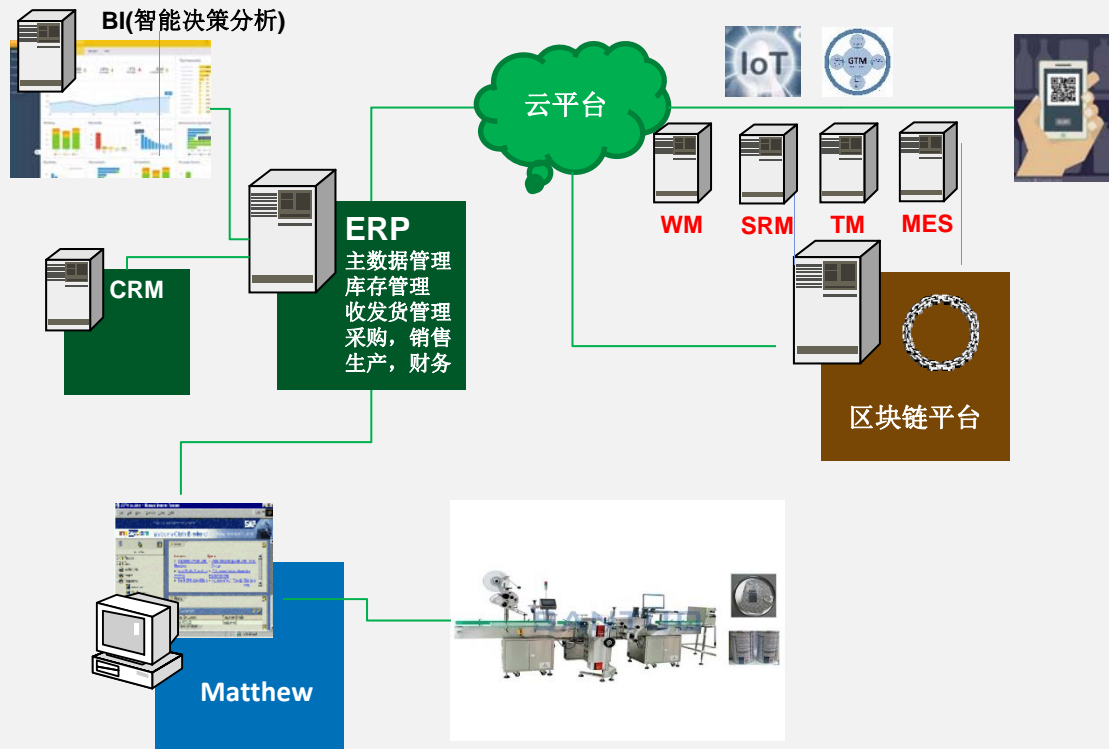 BI(智能决策分析)
IoT
GTM
云平台
WM
SRM
TM
MES
ERP
主数据管理
库存管理
收发货管理
采购，销售
生产，财务
CRM
区块链平台
Matthew